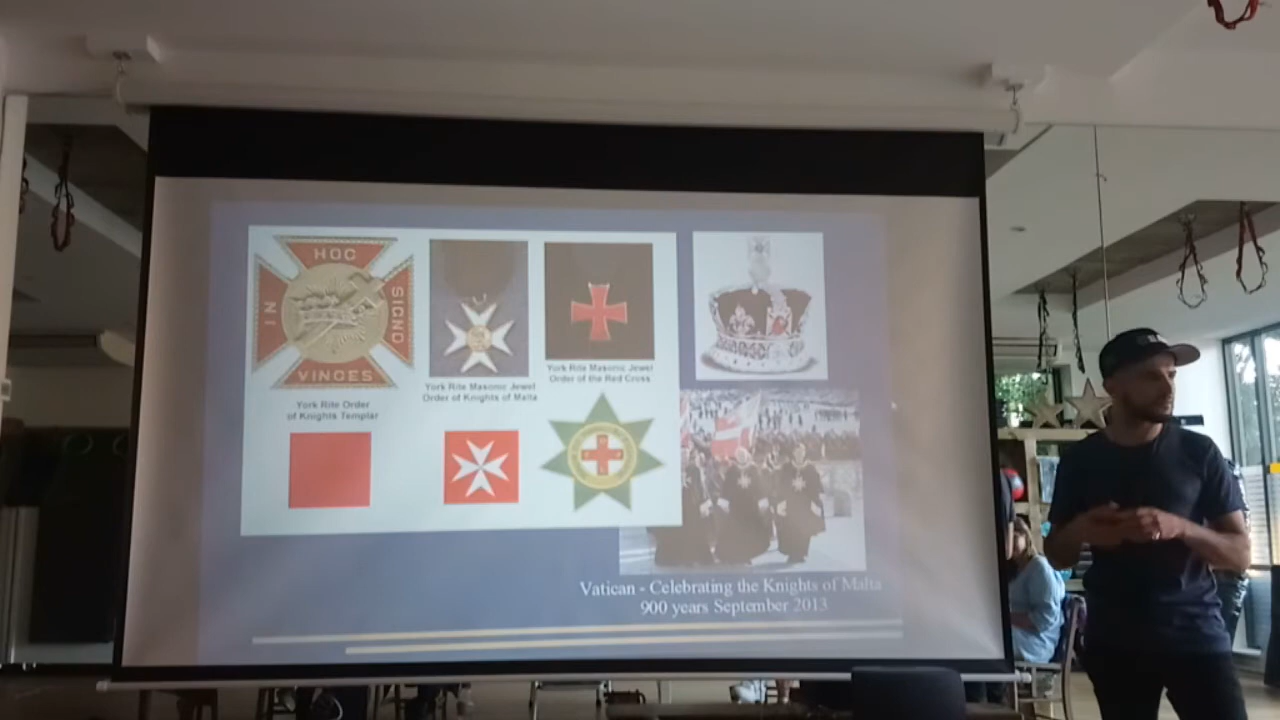 HOC
IN
SIGNO
VINCES
York Rite Order
of Knights Templar
York Rite Masonic Jewel
Order of Knights of Malta
York Rite Masonic Jewel
Order of the Red Cross
Vatican - Celebrating the Knights of Malta
900 years September 2013